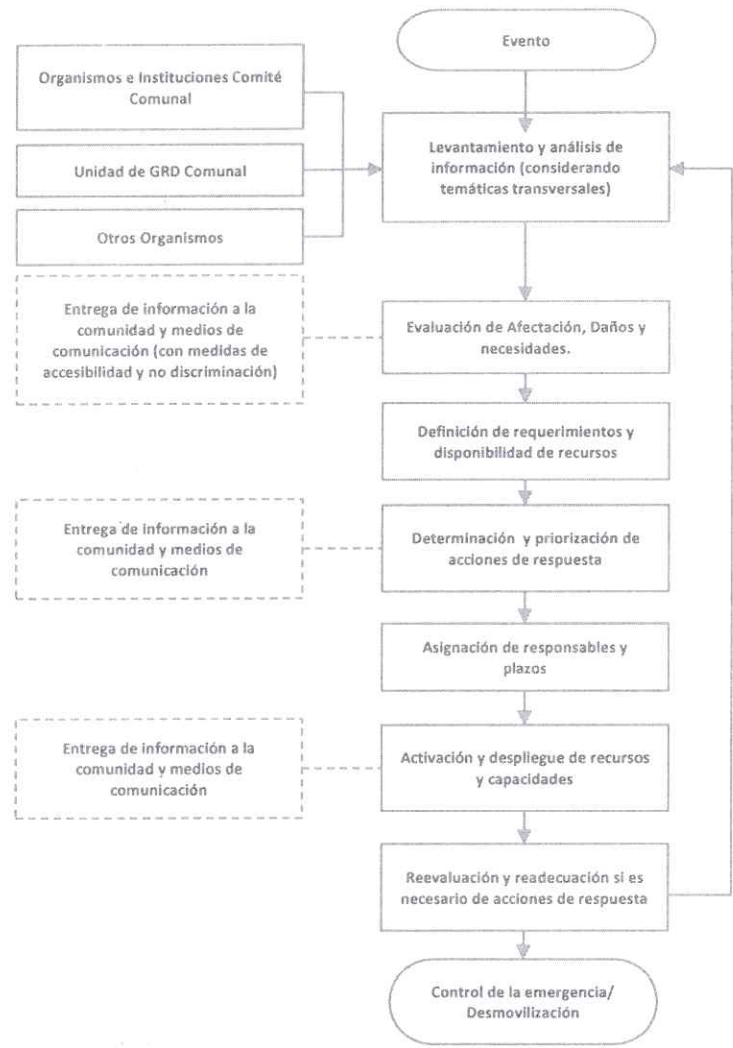 Evento
Organismos e Instituciones Comité
Comunal
Levantamiento y análisis de
información (considerando
temáticas transversales)
Unidad de GRD Comunal
Otros Organismos
Entrega de información a la
comunidad y medios de
comunicación (con medidas de
accesibilidad y no discriminación)
Evaluación de Afectación, Daños y
necesidades.
Definición de requerimientos y
disponibilidad de recursos
Entrega de información a la
comunidad y medios de
comunicación
Determinación y priorización de
acciones de respuesta
Asignación de responsables y
plazos
Entrega de información a la
comunidad y medios de
comunicación
Activación y despliegue de recursos
y capacidades
Reevaluación y readecuación si es
necesario de acciones de respuesta
Control de la emergencia/
Desmovilización